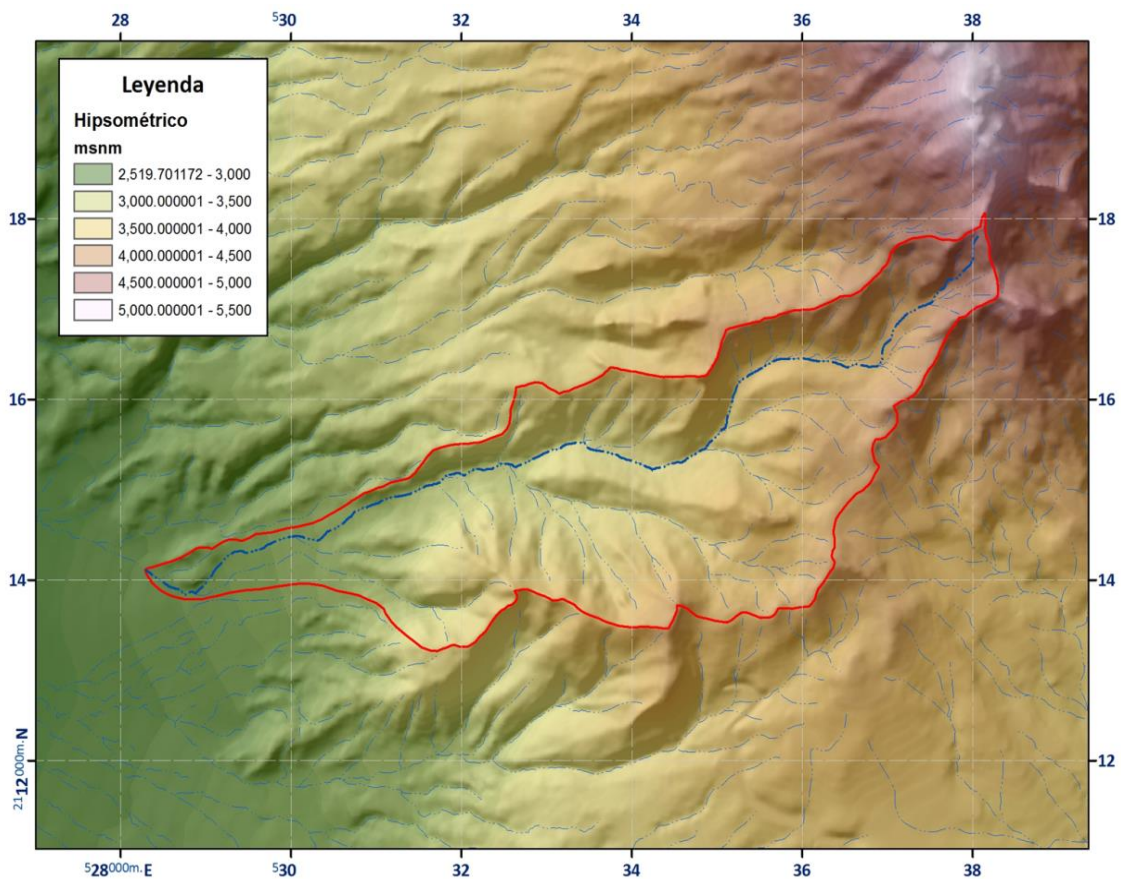 28 530 32 34 36 38
Leyenda
Hipsométrico
msnm
2,519.701172 - 3,000
3,000.000001 - 3,500
3,500.000001 - 4,000
4,000.000001 - 4,500
4,500.000001 - 5,000
5,000.000001 - 5,500
18 18
16 16
14 14
12 12
2112000m.N
528000m.E 530 32 34 36 38